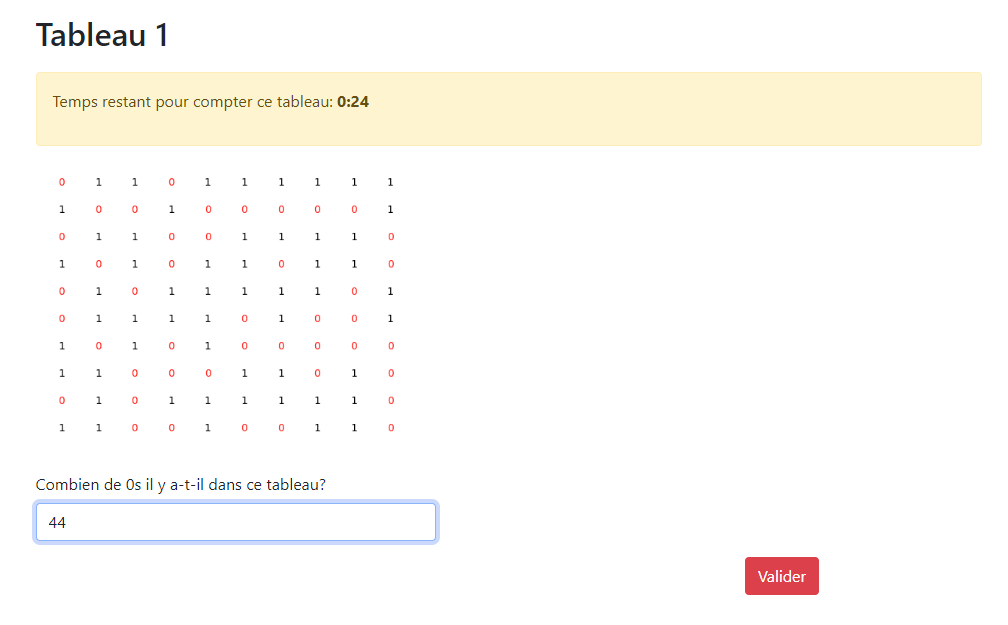 Tableau 1
Temps restant pour compter ce tableau: 0:24
0 1 1 0 1 1 1 1 1 1
1 0 0 1 0 0 0 0 0 1
0 1 1 0 0 1 1 1 1 0
1 0 1 0 1 1 0 1 1 0
0 1 0 1 1 1 1 1 0 1
0 1 1 1 1 0 1 0 0 1
1 0 1 0 1 0 0 0 0 0
1 1 0 0 0 1 1 0 1 0
0 1 0 1 1 1 1 1 1 0
1 1 0 0 1 0 0 1 1 0
Combien de 0s il y a-t-il dans ce tableau?
44
Valider